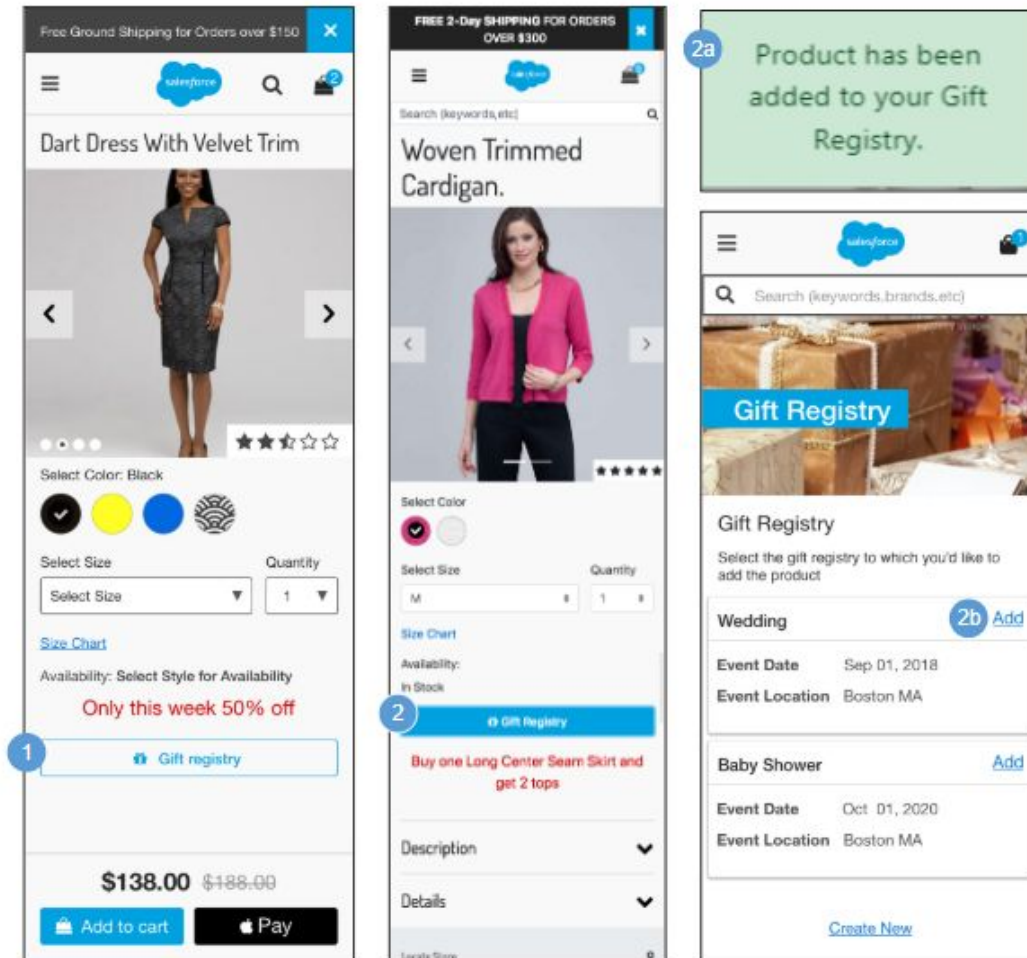 Free Ground Shipping for Orders over $150
salesforce
2
Dart Dress With Velvet Trim
Select Color: Black
Select Size
Quantity
Select Size
1
Size Chart
Availability: Select Style for Availability
Only this week 50% off
1
Gift registry
$138.00 $188.00
Add to cart
Pay
FREE 2-Day SHIPPING FOR ORDERS
OVER $300
salesforce
Search (keywords,etc)
Woven Trimmed
Cardigan.
Select Color
Select Size
Quantity
M
1
Size Chart
Availability:
In Stock
2
Gift Registry
Buy one Long Center Seam Skirt and
get 2 tops
Description
Details
2a
Product has been
added to your Gift
Registry.
salesforce
1
Search (keywords,brands,etc)
Gift Registry
Gift Registry
Select the gift registry to which you'd like to
add the product
Wedding
2b
Add
Event Date Sep 01, 2018
Event Location Boston MA
Baby Shower
Add
Event Date Oct 01, 2020
Event Location Boston MA
Create New